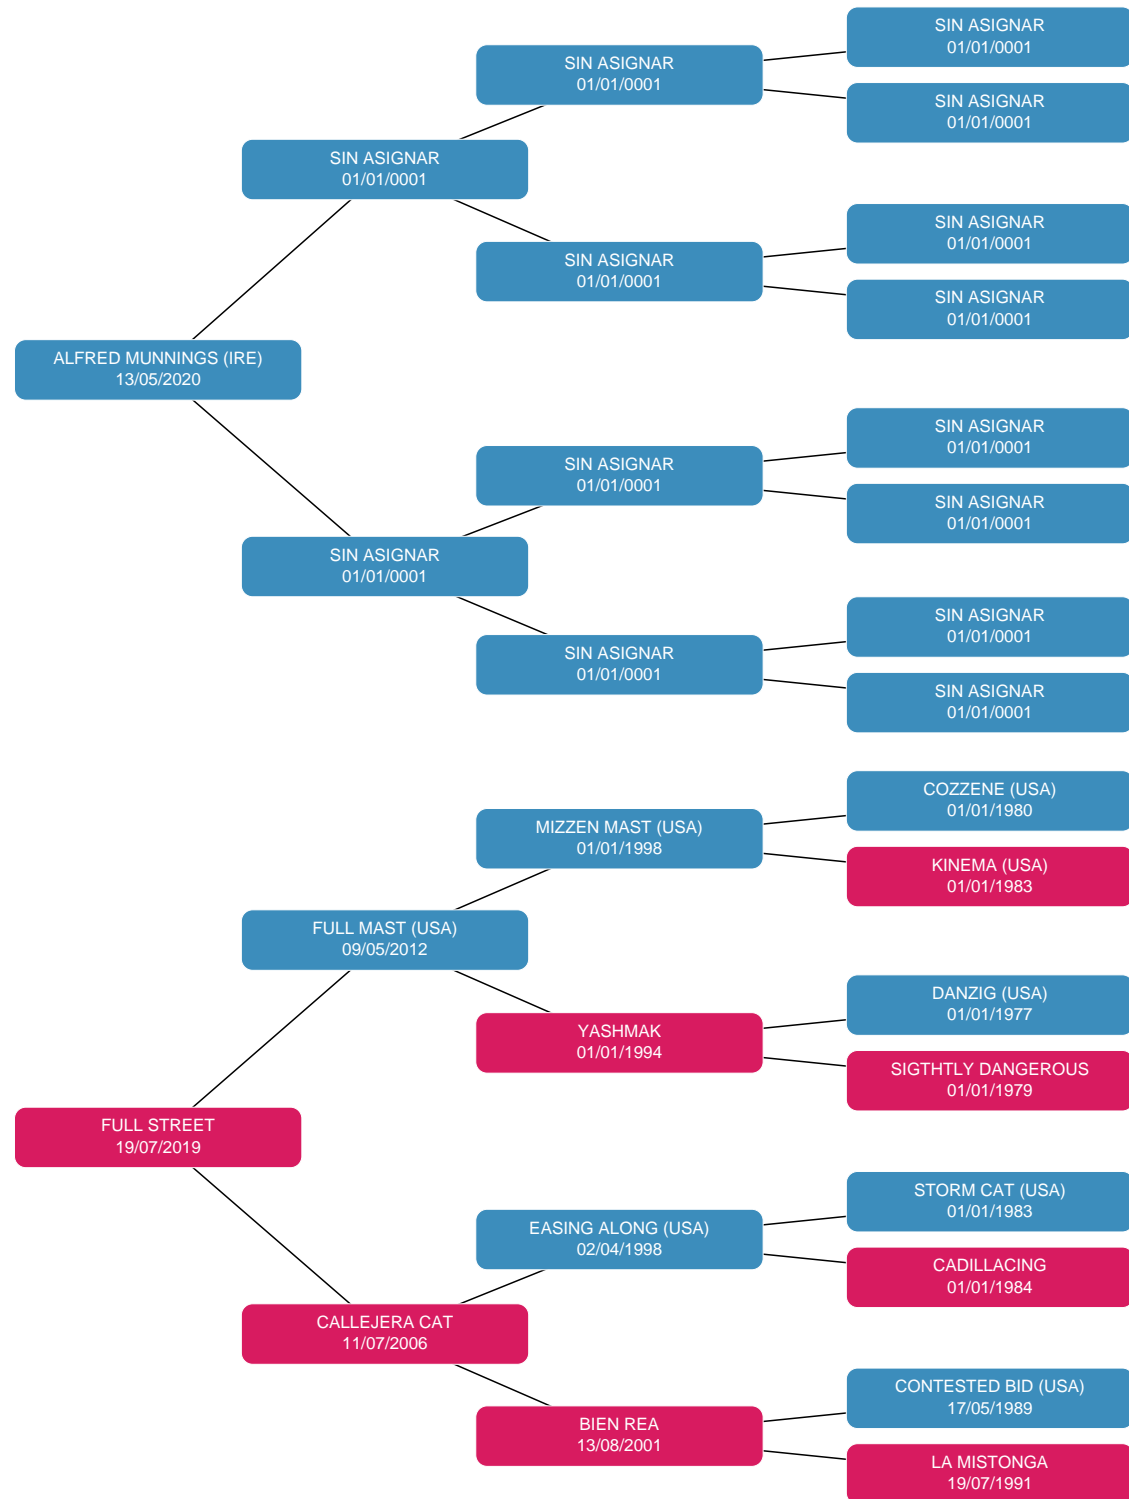 SIN ASIGNAR
01/01/0001
SIN ASIGNAR
01/01/0001
SIN ASIGNAR
01/01/0001
SIN ASIGNAR
01/01/0001
SIN ASIGNAR
01/01/0001
SIN ASIGNAR
01/01/0001
SIN ASIGNAR
01/01/0001
ALFRED MUNNINGS (IRE)
13/05/2020
SIN ASIGNAR
01/01/0001
SIN ASIGNAR
01/01/0001
SIN ASIGNAR
01/01/0001
SIN ASIGNAR
01/01/0001
SIN ASIGNAR
01/01/0001
SIN ASIGNAR
01/01/0001
SIN ASIGNAR
01/01/0001
COZZENE (USA)
01/01/1980
MIZZEN MAST (USA)
01/01/1998
KINEMA (USA)
01/01/1983
FULL MAST (USA)
09/05/2012
DANZIG (USA)
01/01/1977
YASHMAK
01/01/1994
SIGTHTLY DANGEROUS
01/01/1979
FULL STREET
19/07/2019
STORM CAT (USA)
01/01/1983
EASING ALONG (USA)
02/04/1998
CADILLACING
01/01/1984
CALLEJERA CAT
11/07/2006
CONTESTED BID (USA)
17/05/1989
BIEN REA
13/08/2001
LA MISTONGA
19/07/1991